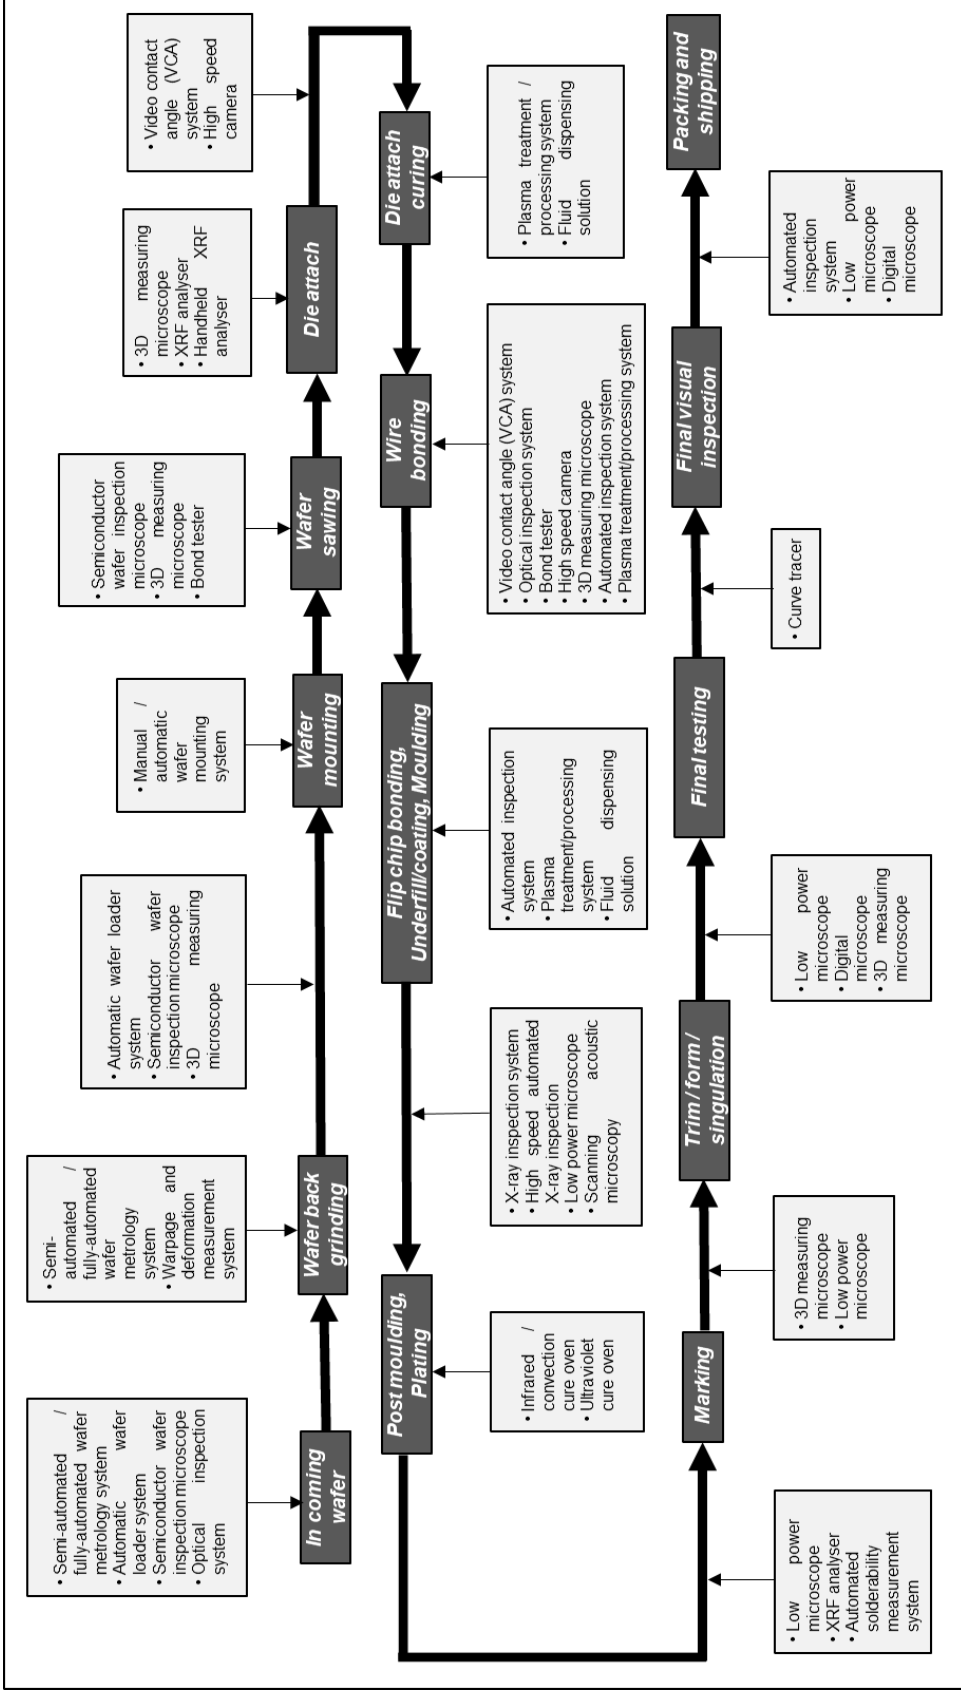 • Semi-automated /
fully-automated wafer
metrology system
• Automatic wafer
loader system
• Semiconductor wafer
inspection microscope
• Optical inspection
system
In coming
wafer
• Semi-
automated /
fully-automated
wafer
metrology
system
• Warpage and
deformation
measurement
system
Wafer back
grinding
• Automatic wafer loader
system
• Semiconductor wafer
inspection microscope
• 3D measuring
microscope
• Manual /
automatic
wafer
mounting
system
Wafer
mounting
• Semiconductor
wafer inspection
microscope
• 3D measuring
microscope
• Bond tester
Wafer
sawing
• 3D measuring
microscope
• XRF analyser
• Handheld XRF
analyser
Die attach
• Video contact
angle (VCA)
system
• High speed
camera
Die attach
curing
• Plasma treatment /
processing system
• Fluid dispensing
solution
Wire
bonding
• Video contact angle (VCA) system
• Optical inspection system
• Bond tester
• High speed camera
• 3D measuring microscope
• Automated inspection system
• Plasma treatment/processing system
Flip chip bonding,
Underfill/coating, Moulding
• Automated inspection
system
• Plasma
treatment/processing
system
• Fluid dispensing
solution
• X-ray inspection system
• High speed automated
X-ray inspection
• Low power microscope
• Scanning acoustic
microscopy
Post moulding,
Plating
• Infrared /
convection
cure oven
• Ultraviolet
cure oven
• Low power
microscope
• XRF analyser
• Automated
solderability
measurement
system
Marking
• 3D measuring
microscope
• Low power
microscope
Trim / form /
singulation
• Low power
microscope
• Digital
microscope
• 3D measuring
microscope
Final testing
• Curve tracer
Final visual
inspection
• Automated
inspection
system
• Low power
microscope
• Digital
microscope
Packing and
shipping